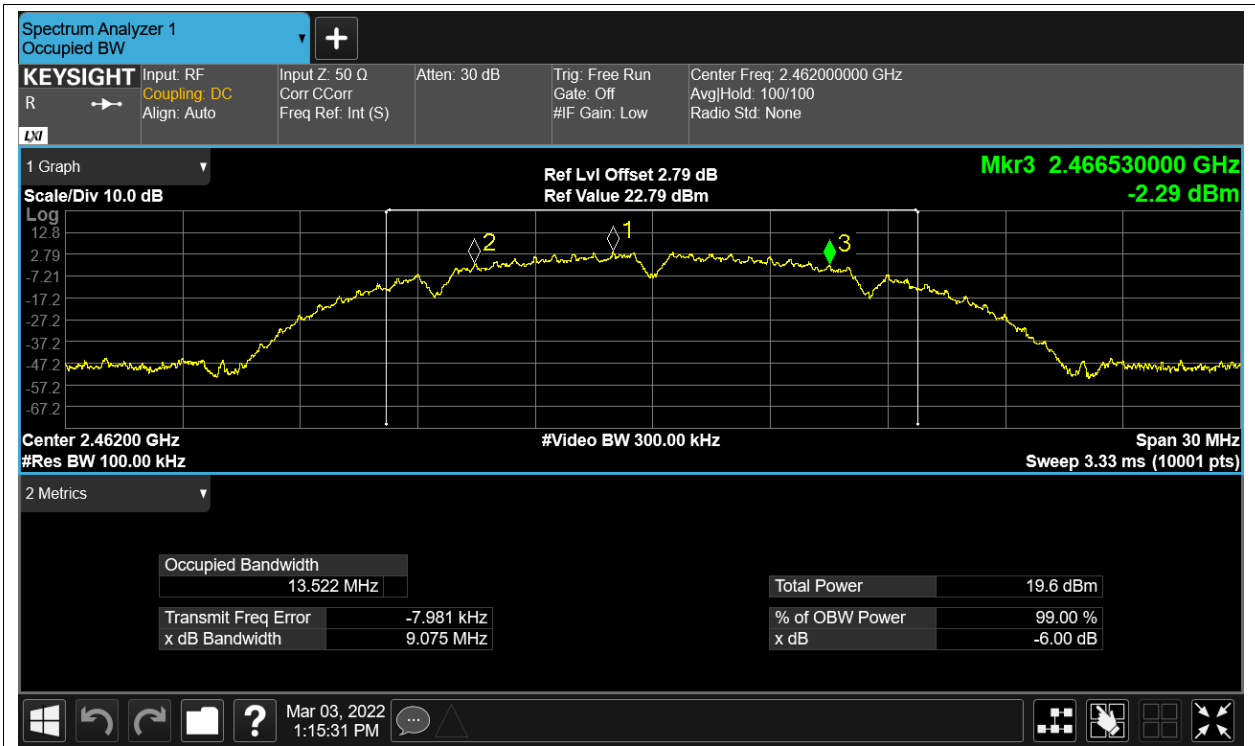 Spectrum Analyzer 1
Occupied BW
KEYSIGHT
R
LXI
Input: RF
Coupling: DC
Align: Auto
Input Z: 50 Ω
Corr CCorr
Freq Ref: Int (S)
Atten: 30 dB
Trig: Free Run
Gate: Off
#IF Gain: Low
Center Freq: 2.462000000 GHz
Avg|Hold: 100/100
Radio Std: None
1 Graph
Scale/Div 10.0 dB
Ref Lvl Offset 2.79 dB
Ref Value 22.79 dBm
Mkr3 2.466530000 GHz
-2.29 dBm
Log
12.8
2.79
-7.21
-17.2
-27.2
-37.2
-47.2
-57.2
-67.2
2
1
3
Center 2.46200 GHz
#Video BW 300.00 kHz
Span 30 MHz
#Res BW 100.00 kHz
Sweep 3.33 ms (10001 pts)
2 Metrics
Occupied Bandwidth
13.522 MHz
Transmit Freq Error -7.981 kHz
x dB Bandwidth 9.075 MHz
Total Power 19.6 dBm
% of OBW Power 99.00 %
x dB -6.00 dB
?
Mar 03, 2022
1:15:31 PM